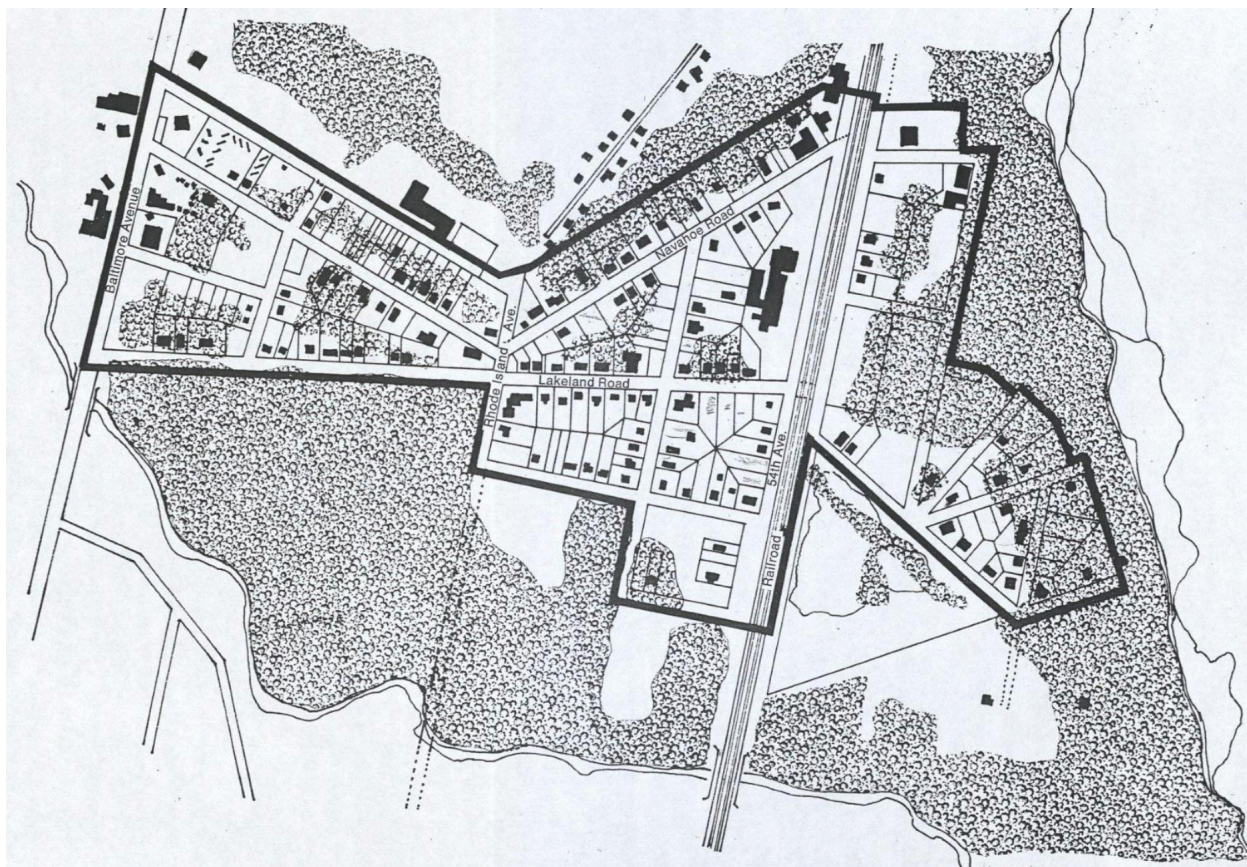 Baltimore Avenue
Rhode Island Ave.
Navahoe Road
Lakeland Road
54th Ave.
Railroad